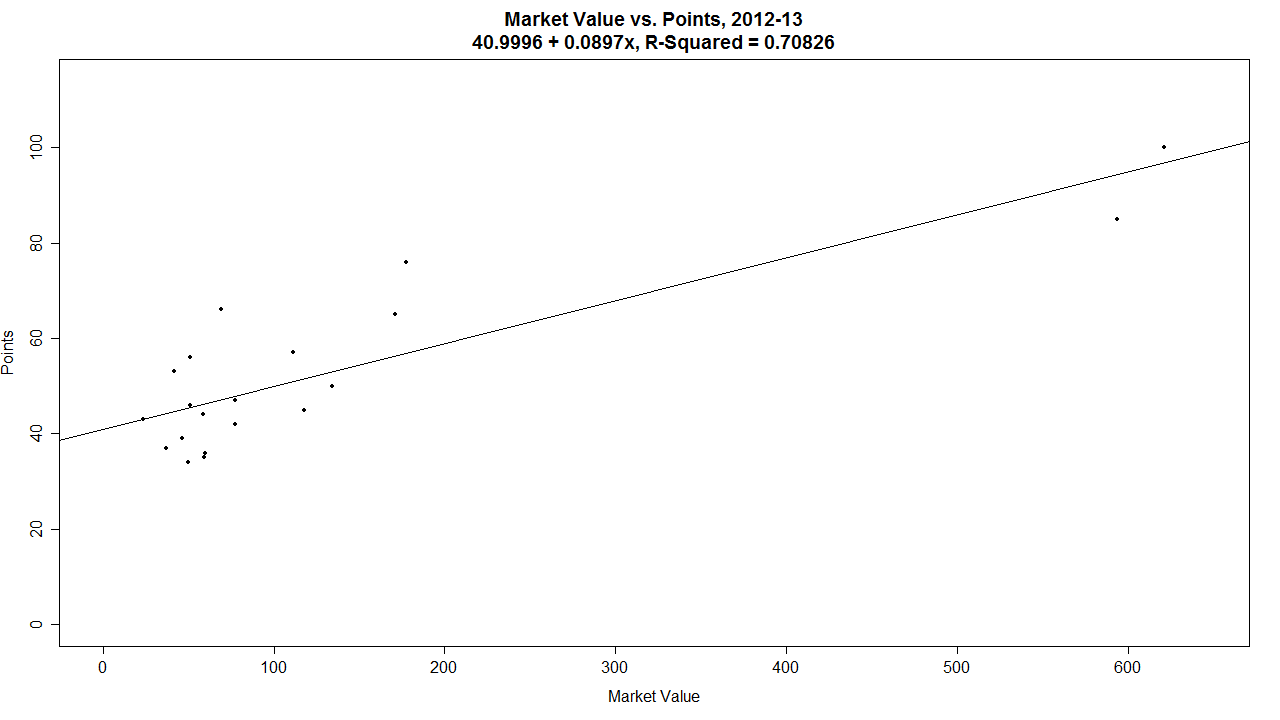 Market Value vs. Points, 2012-13
40.9996 + 0.0897x, R-Squared = 0.70826
Points
100
80
60
40
20
0
0 100 200 300 400 500 600
Market Value